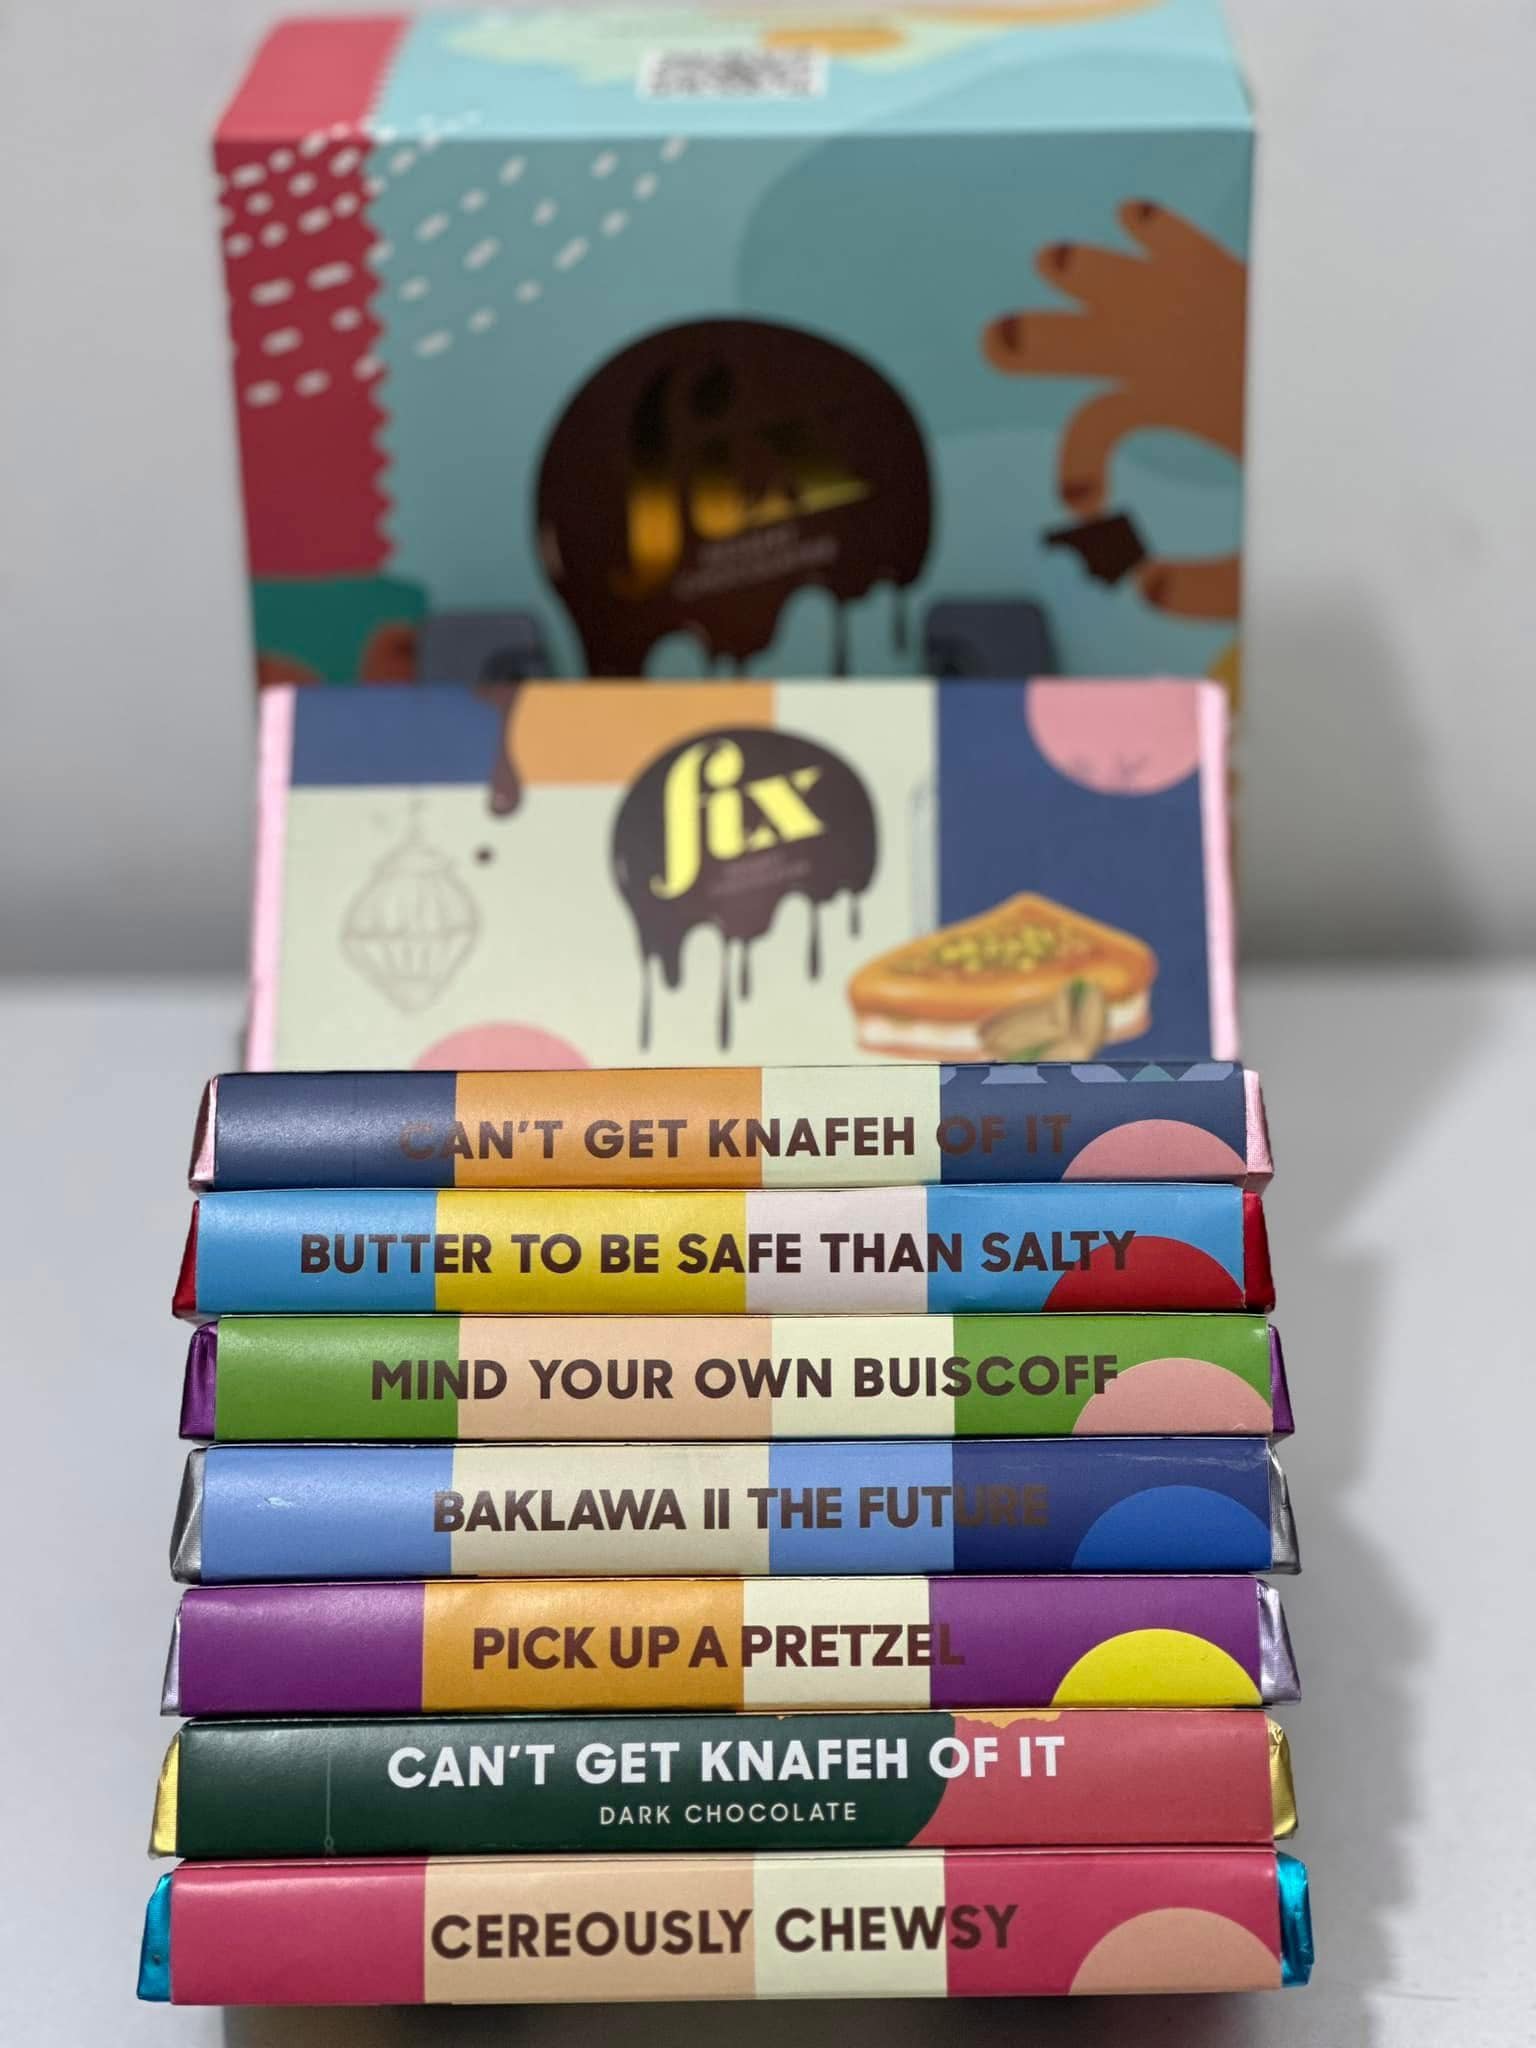 fix
fix
CAN'T GET KNAFEH OF IT
BUTTER TO BE SAFE THAN SALTY
MIND YOUR OWN BUISCOFF
BAKLAWA II THE FUTURE
PICK UP A PRETZEL
CAN'T GET KNAFEH OF IT
DARK CHOCOLATE
CEREOUSLY CHEWSY